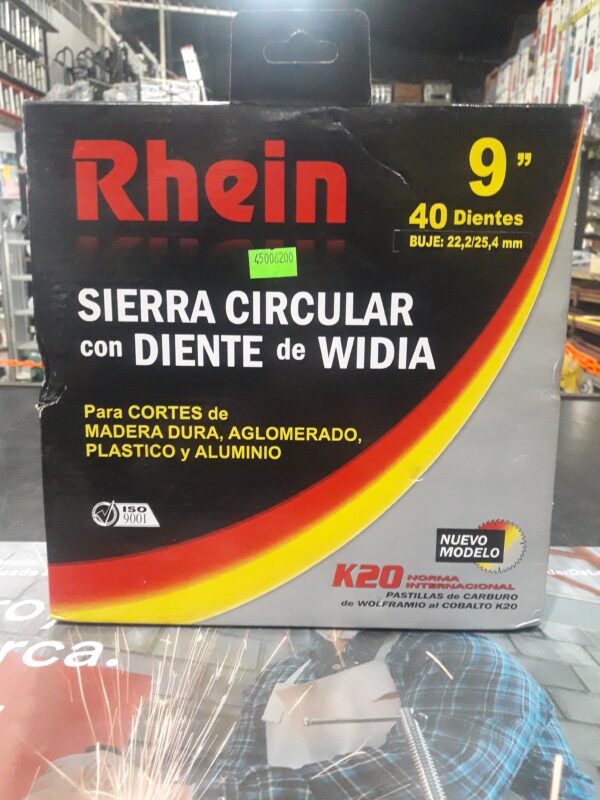 Rhein
9”
40 Dientes
BUJE: 22,2/25,4 mm
45006200
SIERRA CIRCULAR
con DIENTE de WIDIA
Para CORTES de
MADERA DURA, AGLOMERADO,
PLASTICO y ALUMINIO
ISO
9001
NUEVO
MODELO
K20 NORMA
INTERNACIONAL
PASTILLAS de CARBURO
de WOLFRAMIO al COBALTO K20